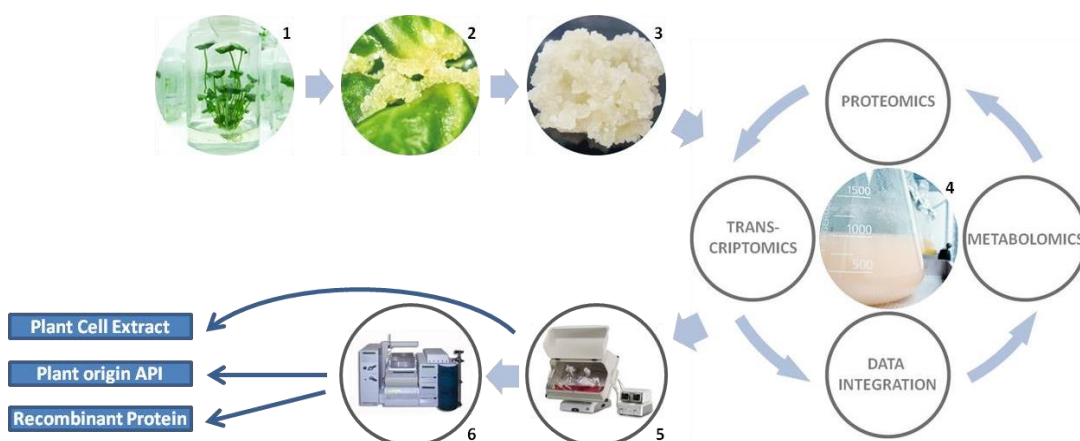 1
2
3
PROTEOMICS
4
1500
1000
500
TRANS-
CRIPTOMICS
METABOLOMICS
DATA
INTEGRATION
Plant Cell Extract
Plant origin API
Recombinant Protein
6
5